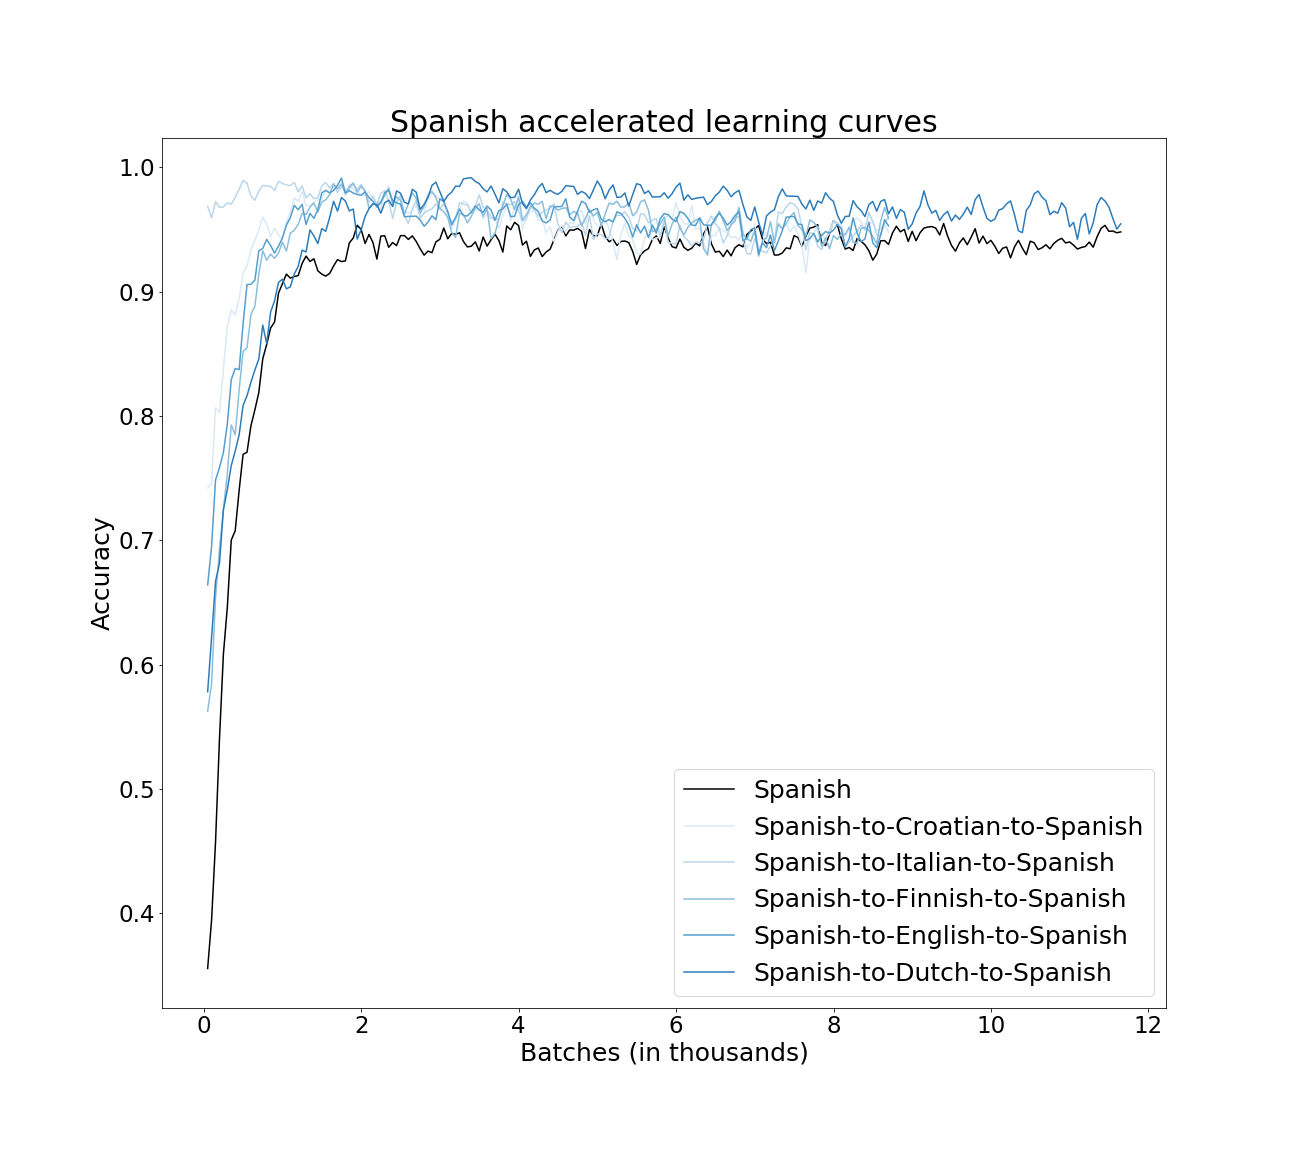 Spanish accelerated learning curves
1.0
0.9
0.8
0.7
0.6
0.5
0.4
Accuracy
Spanish
Spanish-to-Croatian-to-Spanish
Spanish-to-Italian-to-Spanish
Spanish-to-Finnish-to-Spanish
Spanish-to-English-to-Spanish
Spanish-to-Dutch-to-Spanish
0 2 4 6 8 10 12
Batches (in thousands)